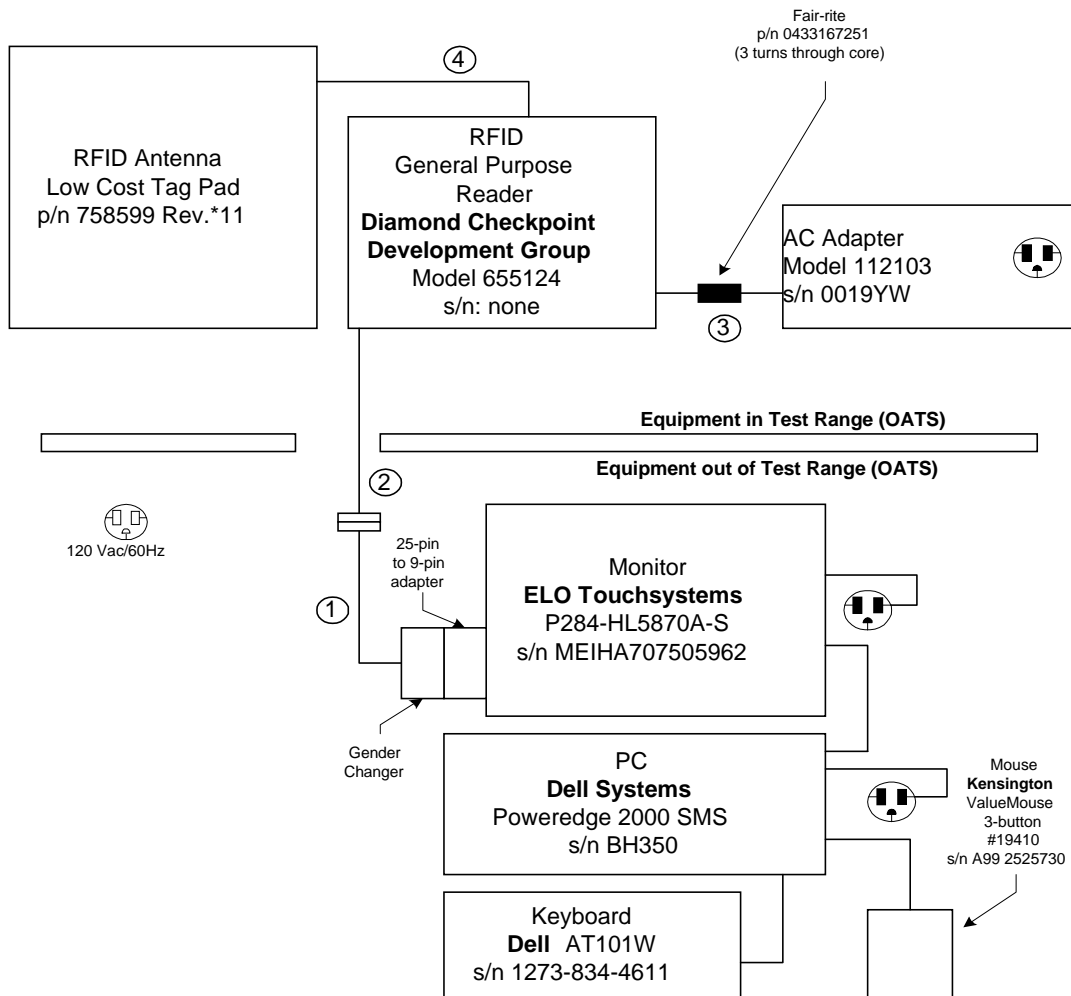 Fair-rite
p/n 0433167251
(3 turns through core)
4
RFID Antenna
Low Cost Tag Pad
p/n 758599 Rev.*11
RFID
General Purpose
Reader
Diamond Checkpoint
Development Group
Model 655124
s/n: none
AC Adapter
Model 112103
s/n 0019YW
3
Equipment in Test Range (OATS)
Equipment out of Test Range (OATS)
2
120 Vac/60Hz
25-pin
to 9-pin
adapter
1
Monitor
ELO Touchsystems
P284-HL5870A-S
s/n MEIHA707505962
Gender
Changer
PC
Dell Systems
Poweredge 2000 SMS
s/n BH350
Mouse
Kensington
ValueMouse
3-button
#19410
s/n A99 2525730
Keyboard
Dell AT101W
s/n 1273-834-4611